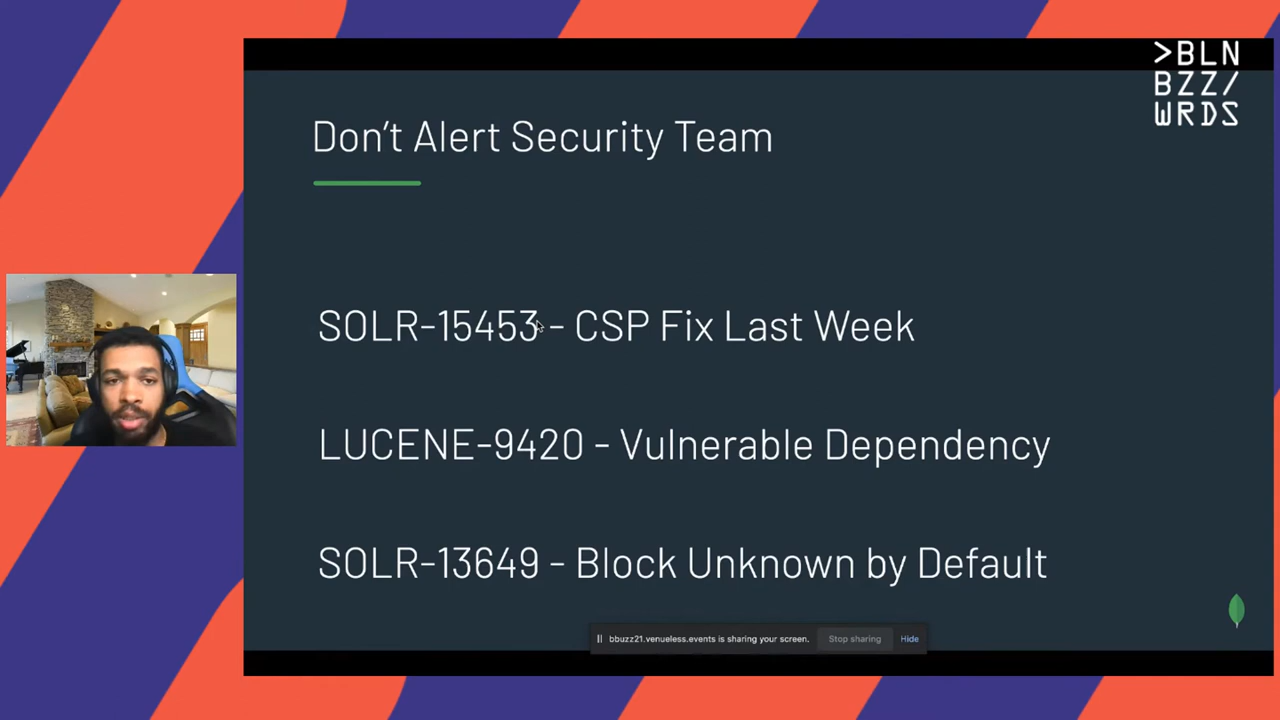 >BLN
BZZ/
WRDS
Don't Alert Security Team
SOLR-15453 - CSP Fix Last Week
LUCENE-9420 - Vulnerable Dependency
SOLR-13649 - Block Unknown by Default
bbuzz21.venueless.events is sharing your screen. Stop sharing Hide